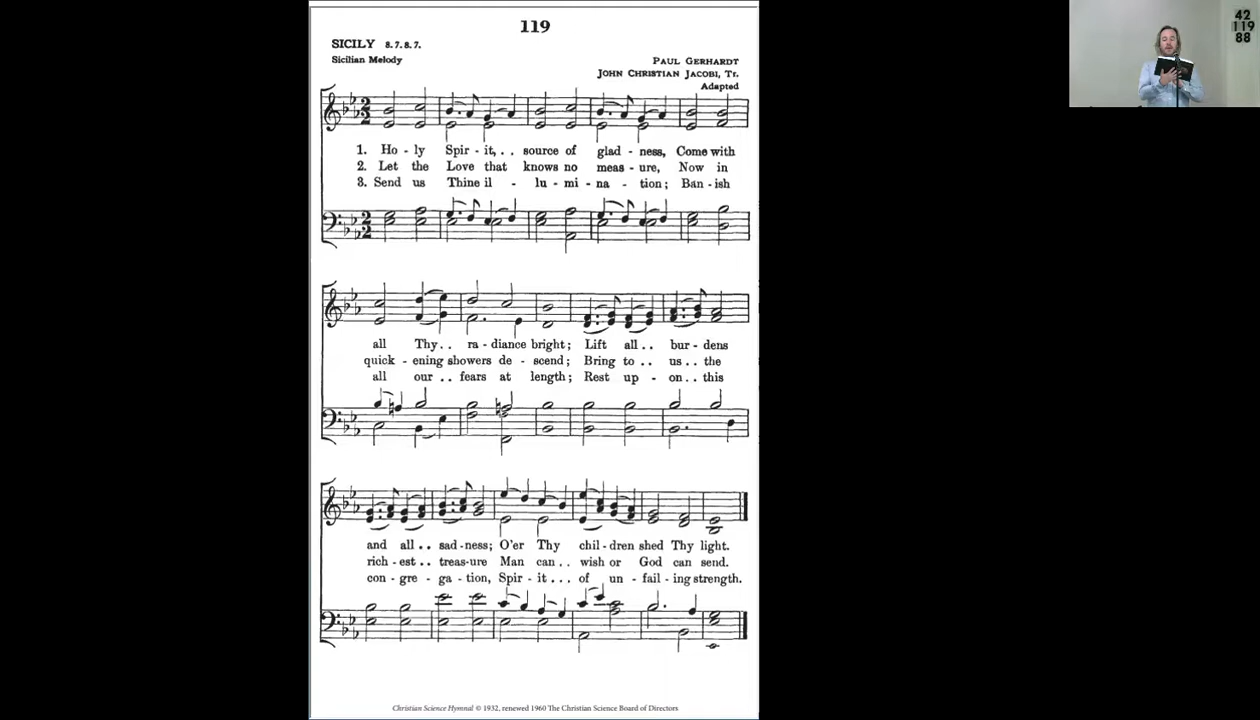 119
SICILY 8.7.8.7.
Sicilian Melody
PAUL GERHARDT
JOHN CHRISTIAN JACOBI, Tr.
Adapted
1. Ho - ly Spir - it, . . source of glad - ness, Come with
2. Let the Love that knows no meas - ure, Now in
3. Send us Thine il - lu - mi - na - tion; Ban - ish
all Thy . . ra - diance bright; Lift all . . bur - dens
quick - ening showers de - scend; Bring to . . us . . the
all our . . fears at length; Rest up - on . . this
and all . . sad - ness; O'er Thy chil - dren shed Thy light.
rich - est . . treas - ure Man can . . wish or God can send.
con - gre - ga - tion, Spir - it . . . of un - fail - ing strength.
Christian Science Hymnal © 1932, renewed 1960 The Christian Science Board of Directors
42
119
88